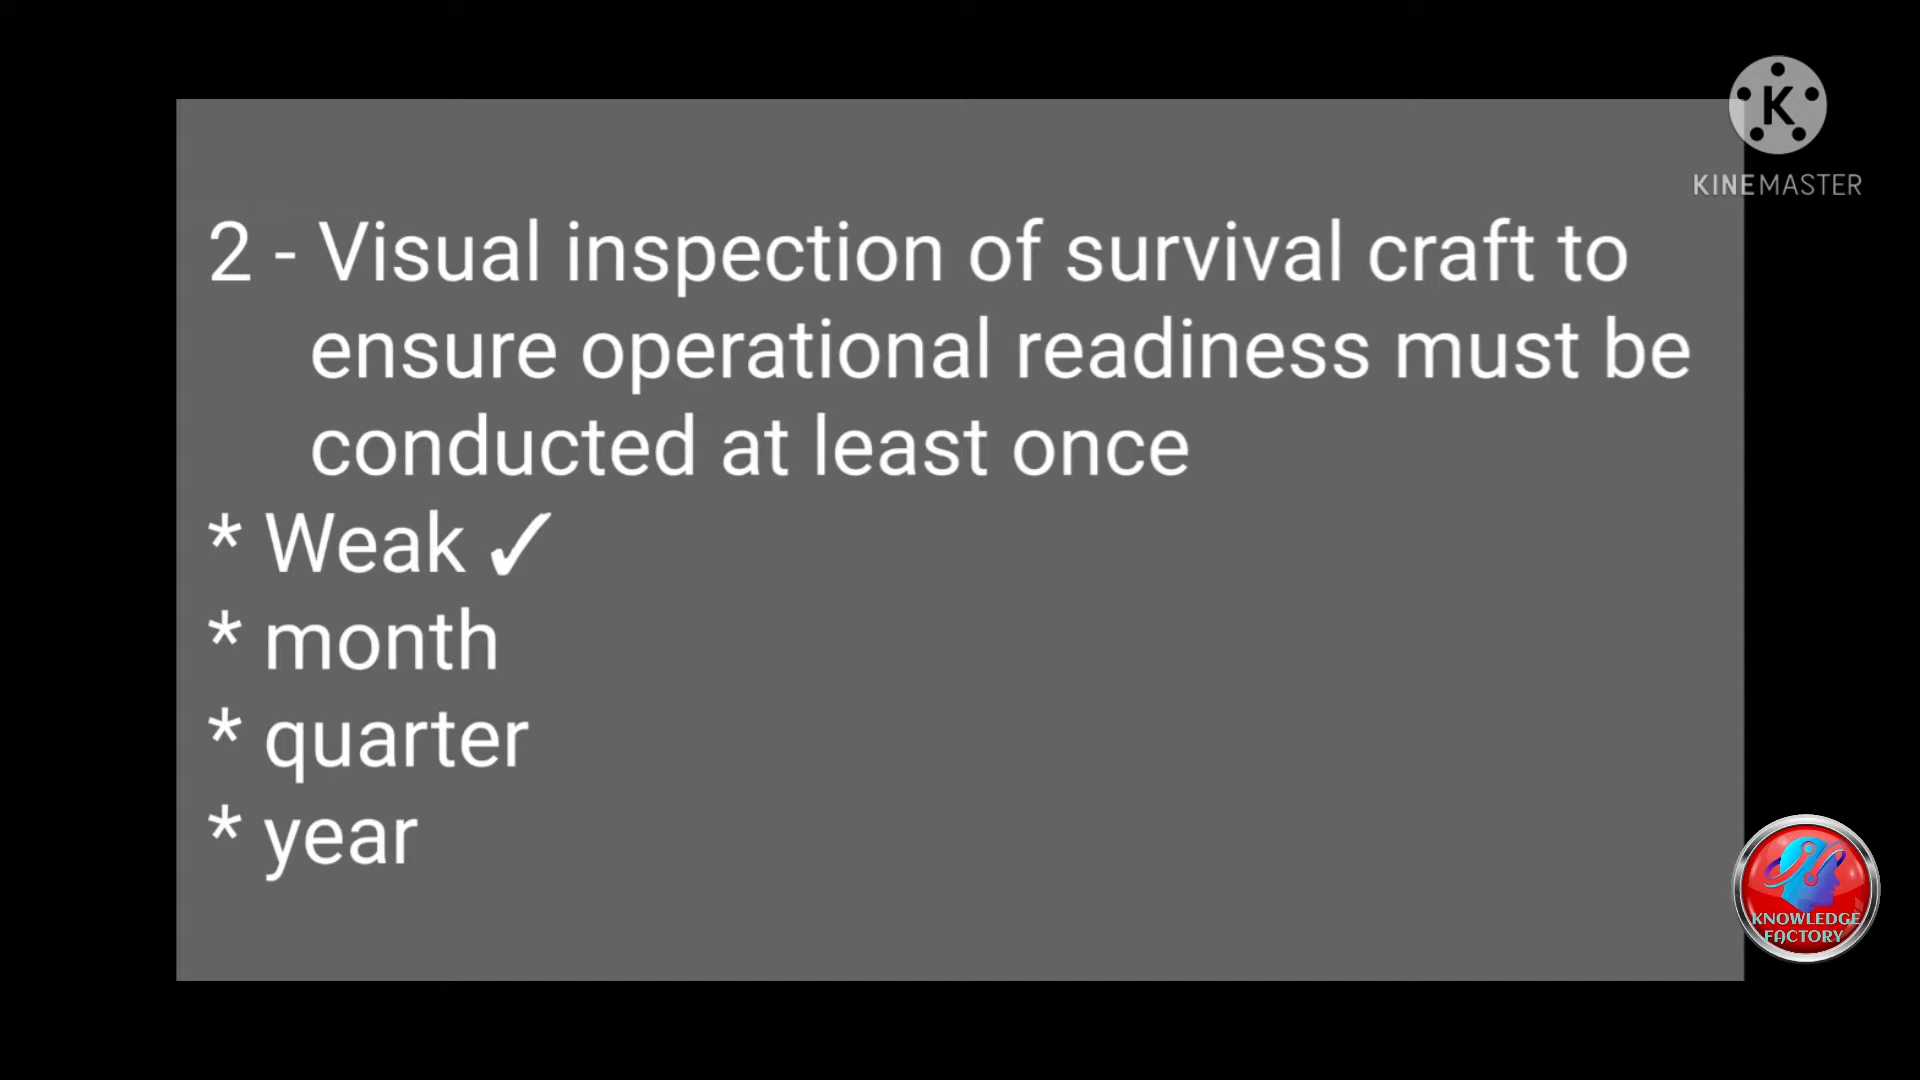 K
KINEMASTER
2 - Visual inspection of survival craft to
ensure operational readiness must be
conducted at least once
* Weak ✓
* month
* quarter
* year
KNOWLEDGE
FACTORY